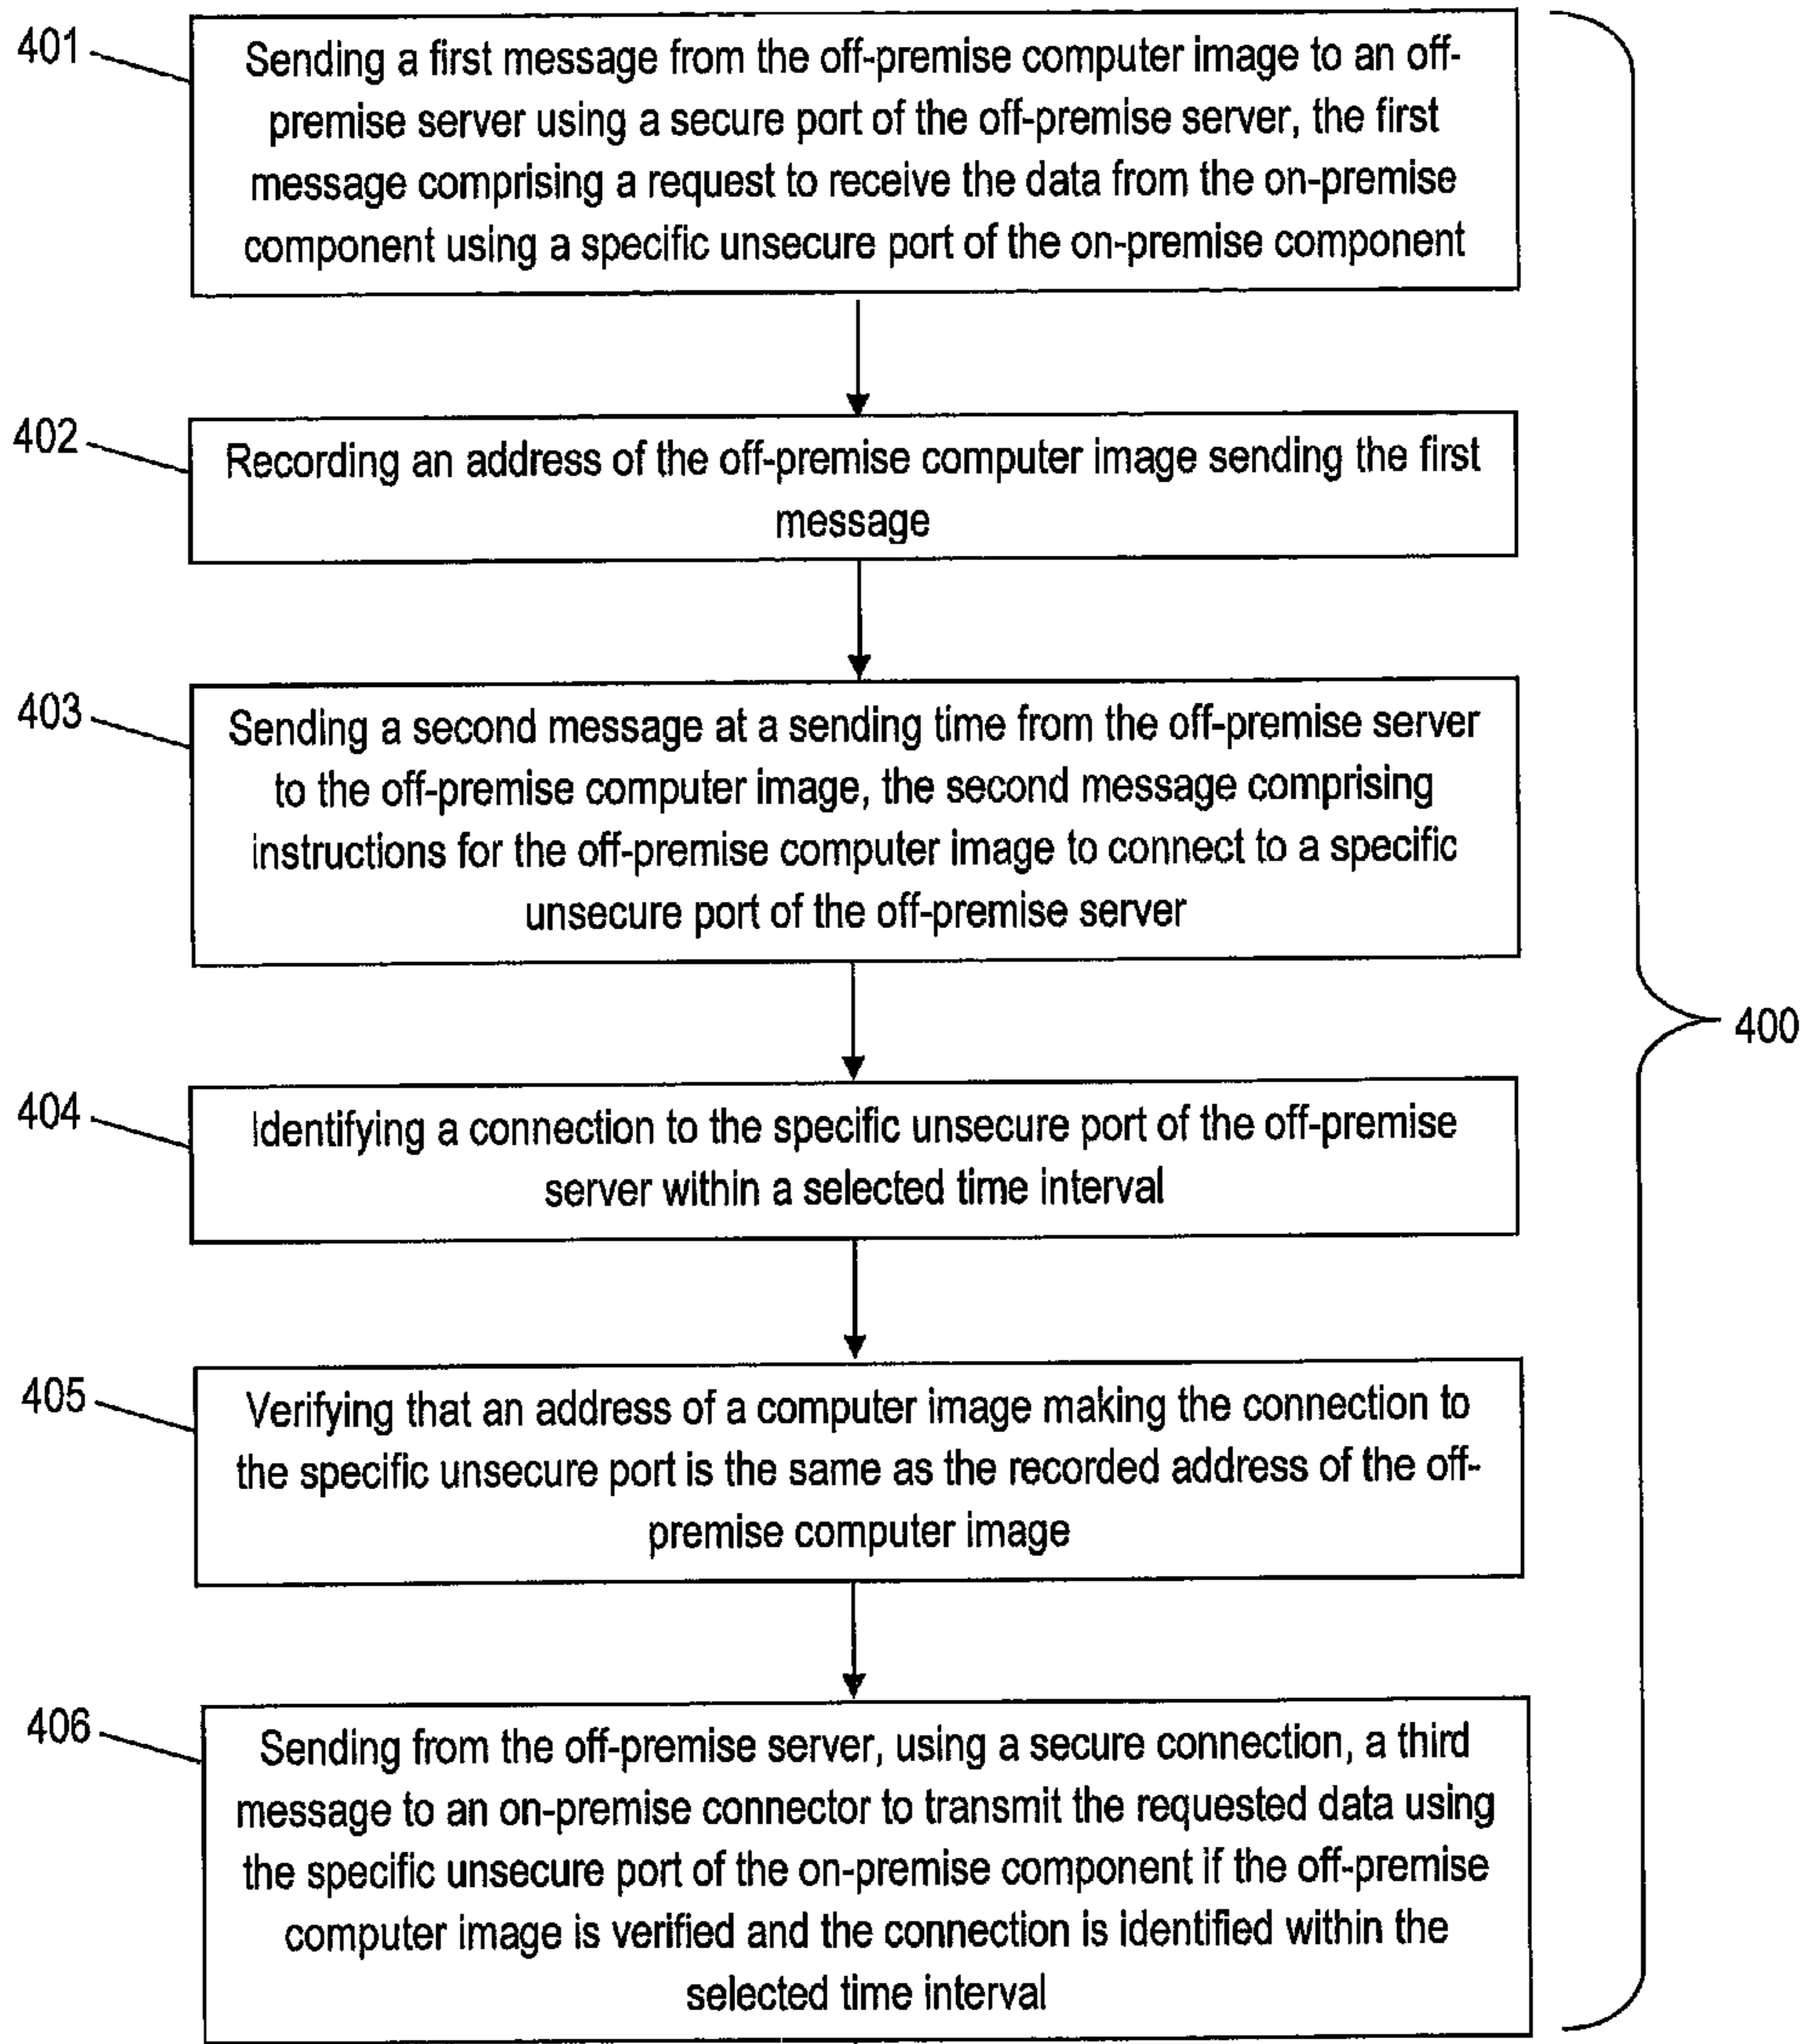 401
Sending a first message from the off-premise computer image to an off-
premise server using a secure port of the off-premise server, the first
message comprising a request to receive the data from the on-premise
component using a specific unsecure port of the on-premise component
402
Recording an address of the off-premise computer image sending the first
message
403
Sending a second message at a sending time from the off-premise server
to the off-premise computer image, the second message comprising
instructions for the off-premise computer image to connect to a specific
unsecure port of the off-premise server
400
404
Identifying a connection to the specific unsecure port of the off-premise
server within a selected time interval
405
Verifying that an address of a computer image making the connection to
the specific unsecure port is the same as the recorded address of the off-
premise computer image
406
Sending from the off-premise server, using a secure connection, a third
message to an on-premise connector to transmit the requested data using
the specific unsecure port of the on-premise component if the off-premise
computer image is verified and the connection is identified within the
selected time interval